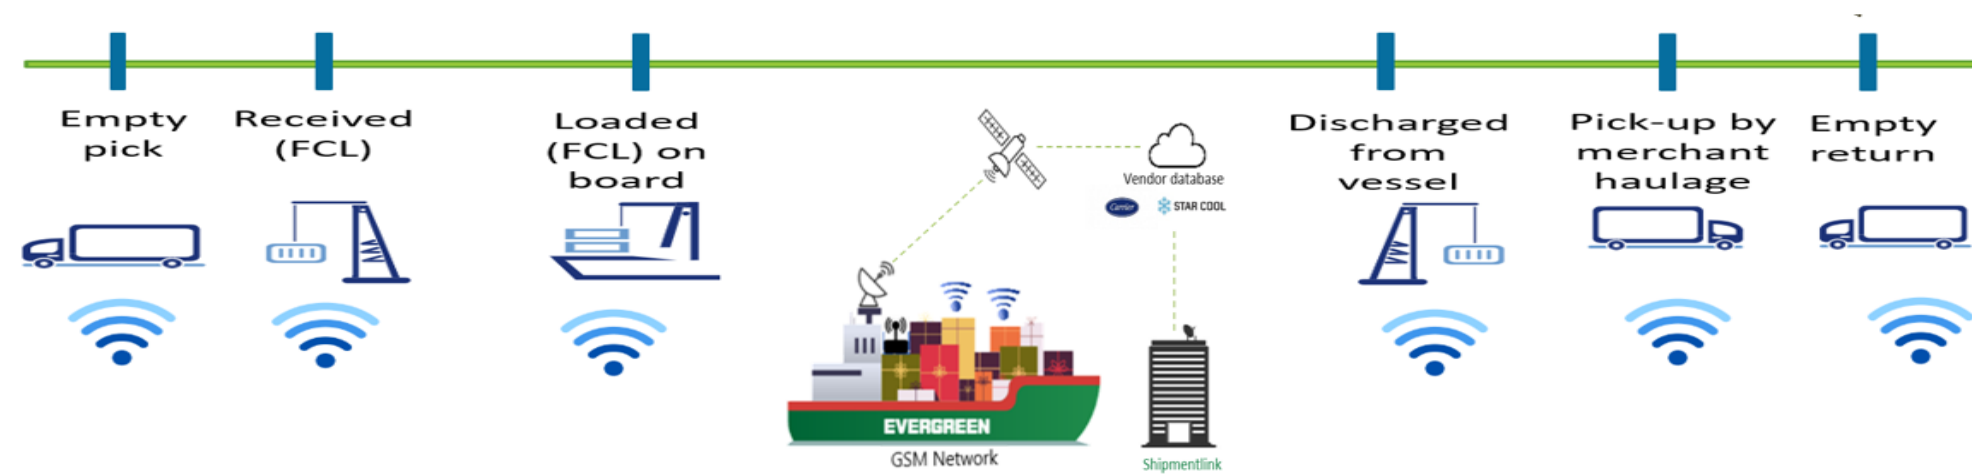 Empty
pick
Received
(FCL)
Loaded
(FCL) on
board
Vendor database
Carrier
STAR COOL
EVERGREEN
GSM Network
Shipmentlink
Discharged
from
vessel
Pick-up by
merchant
haulage
Empty
return